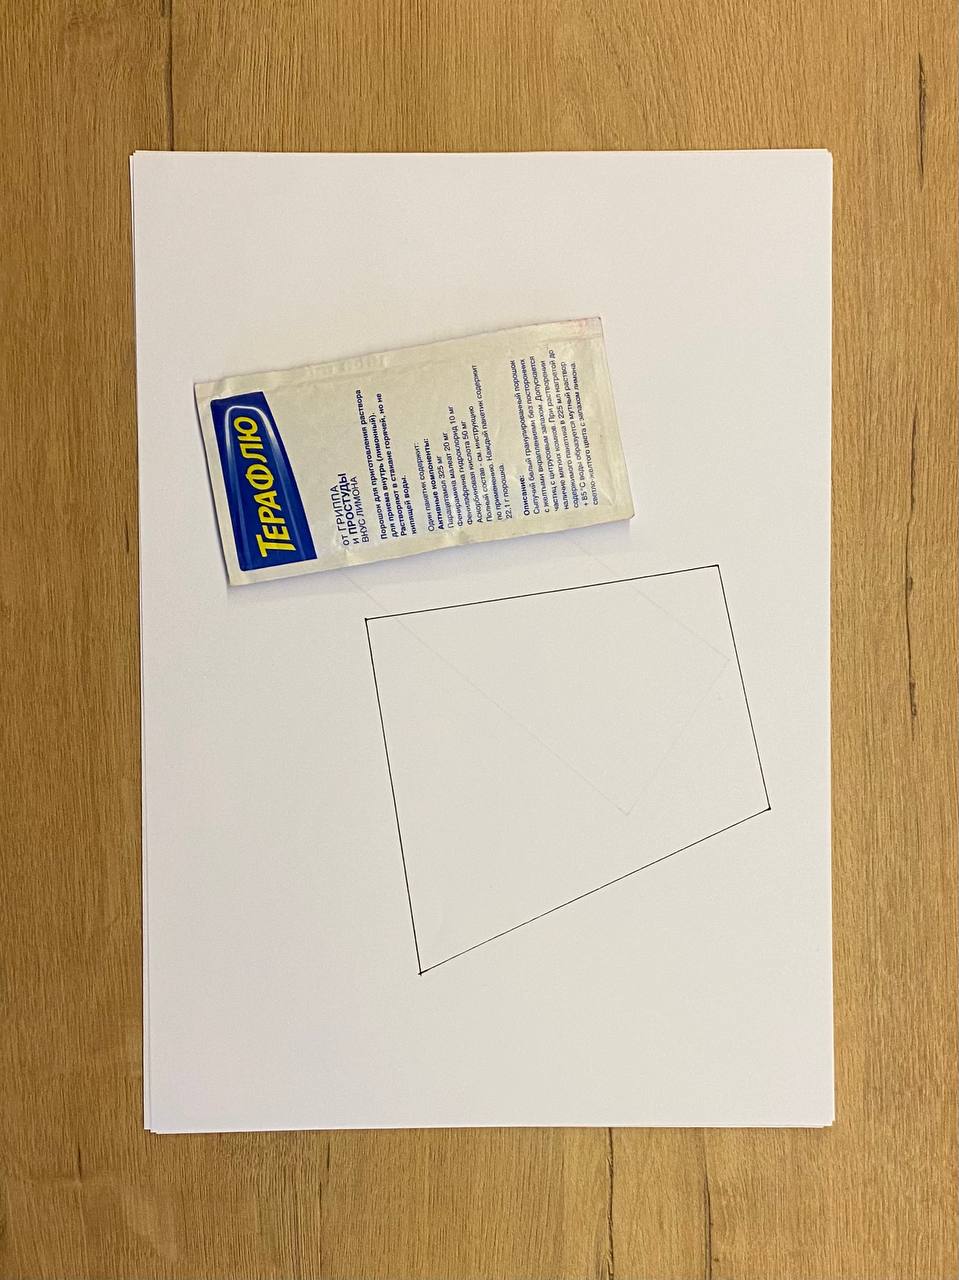 ТЕРАФЛЮ
ОТ ГРИППА
И ПРОСТУДЫ
ВКУС ЛИМОНА
Порошок для приготовления раствора
для приема внутрь (лимонный).
Растворяют в стакане горячей, но не
кипящей воды.
Один пакетик содержит:
Активные компоненты:
Парацетамол 325 мг
Фенирамина малеат 20 мг
Фенилэфрина гидрохлорид 10 мг
Аскорбиновая кислота 50 мг
Полный состав - см. инструкцию
по применению. Каждый пакетик содержит
22,1 г порошка.
Описание:
Сыпучий белый гранулированный порошок
с желтыми вкраплениями без посторонних
частиц с цитрусовым запахом. Допускается
наличие мягких комков. При растворении
содержимого пакетика в 225 мл нагретой до
+ 85 °С воды образуется мутный раствор
светло-желтого цвета с запахом лимона.